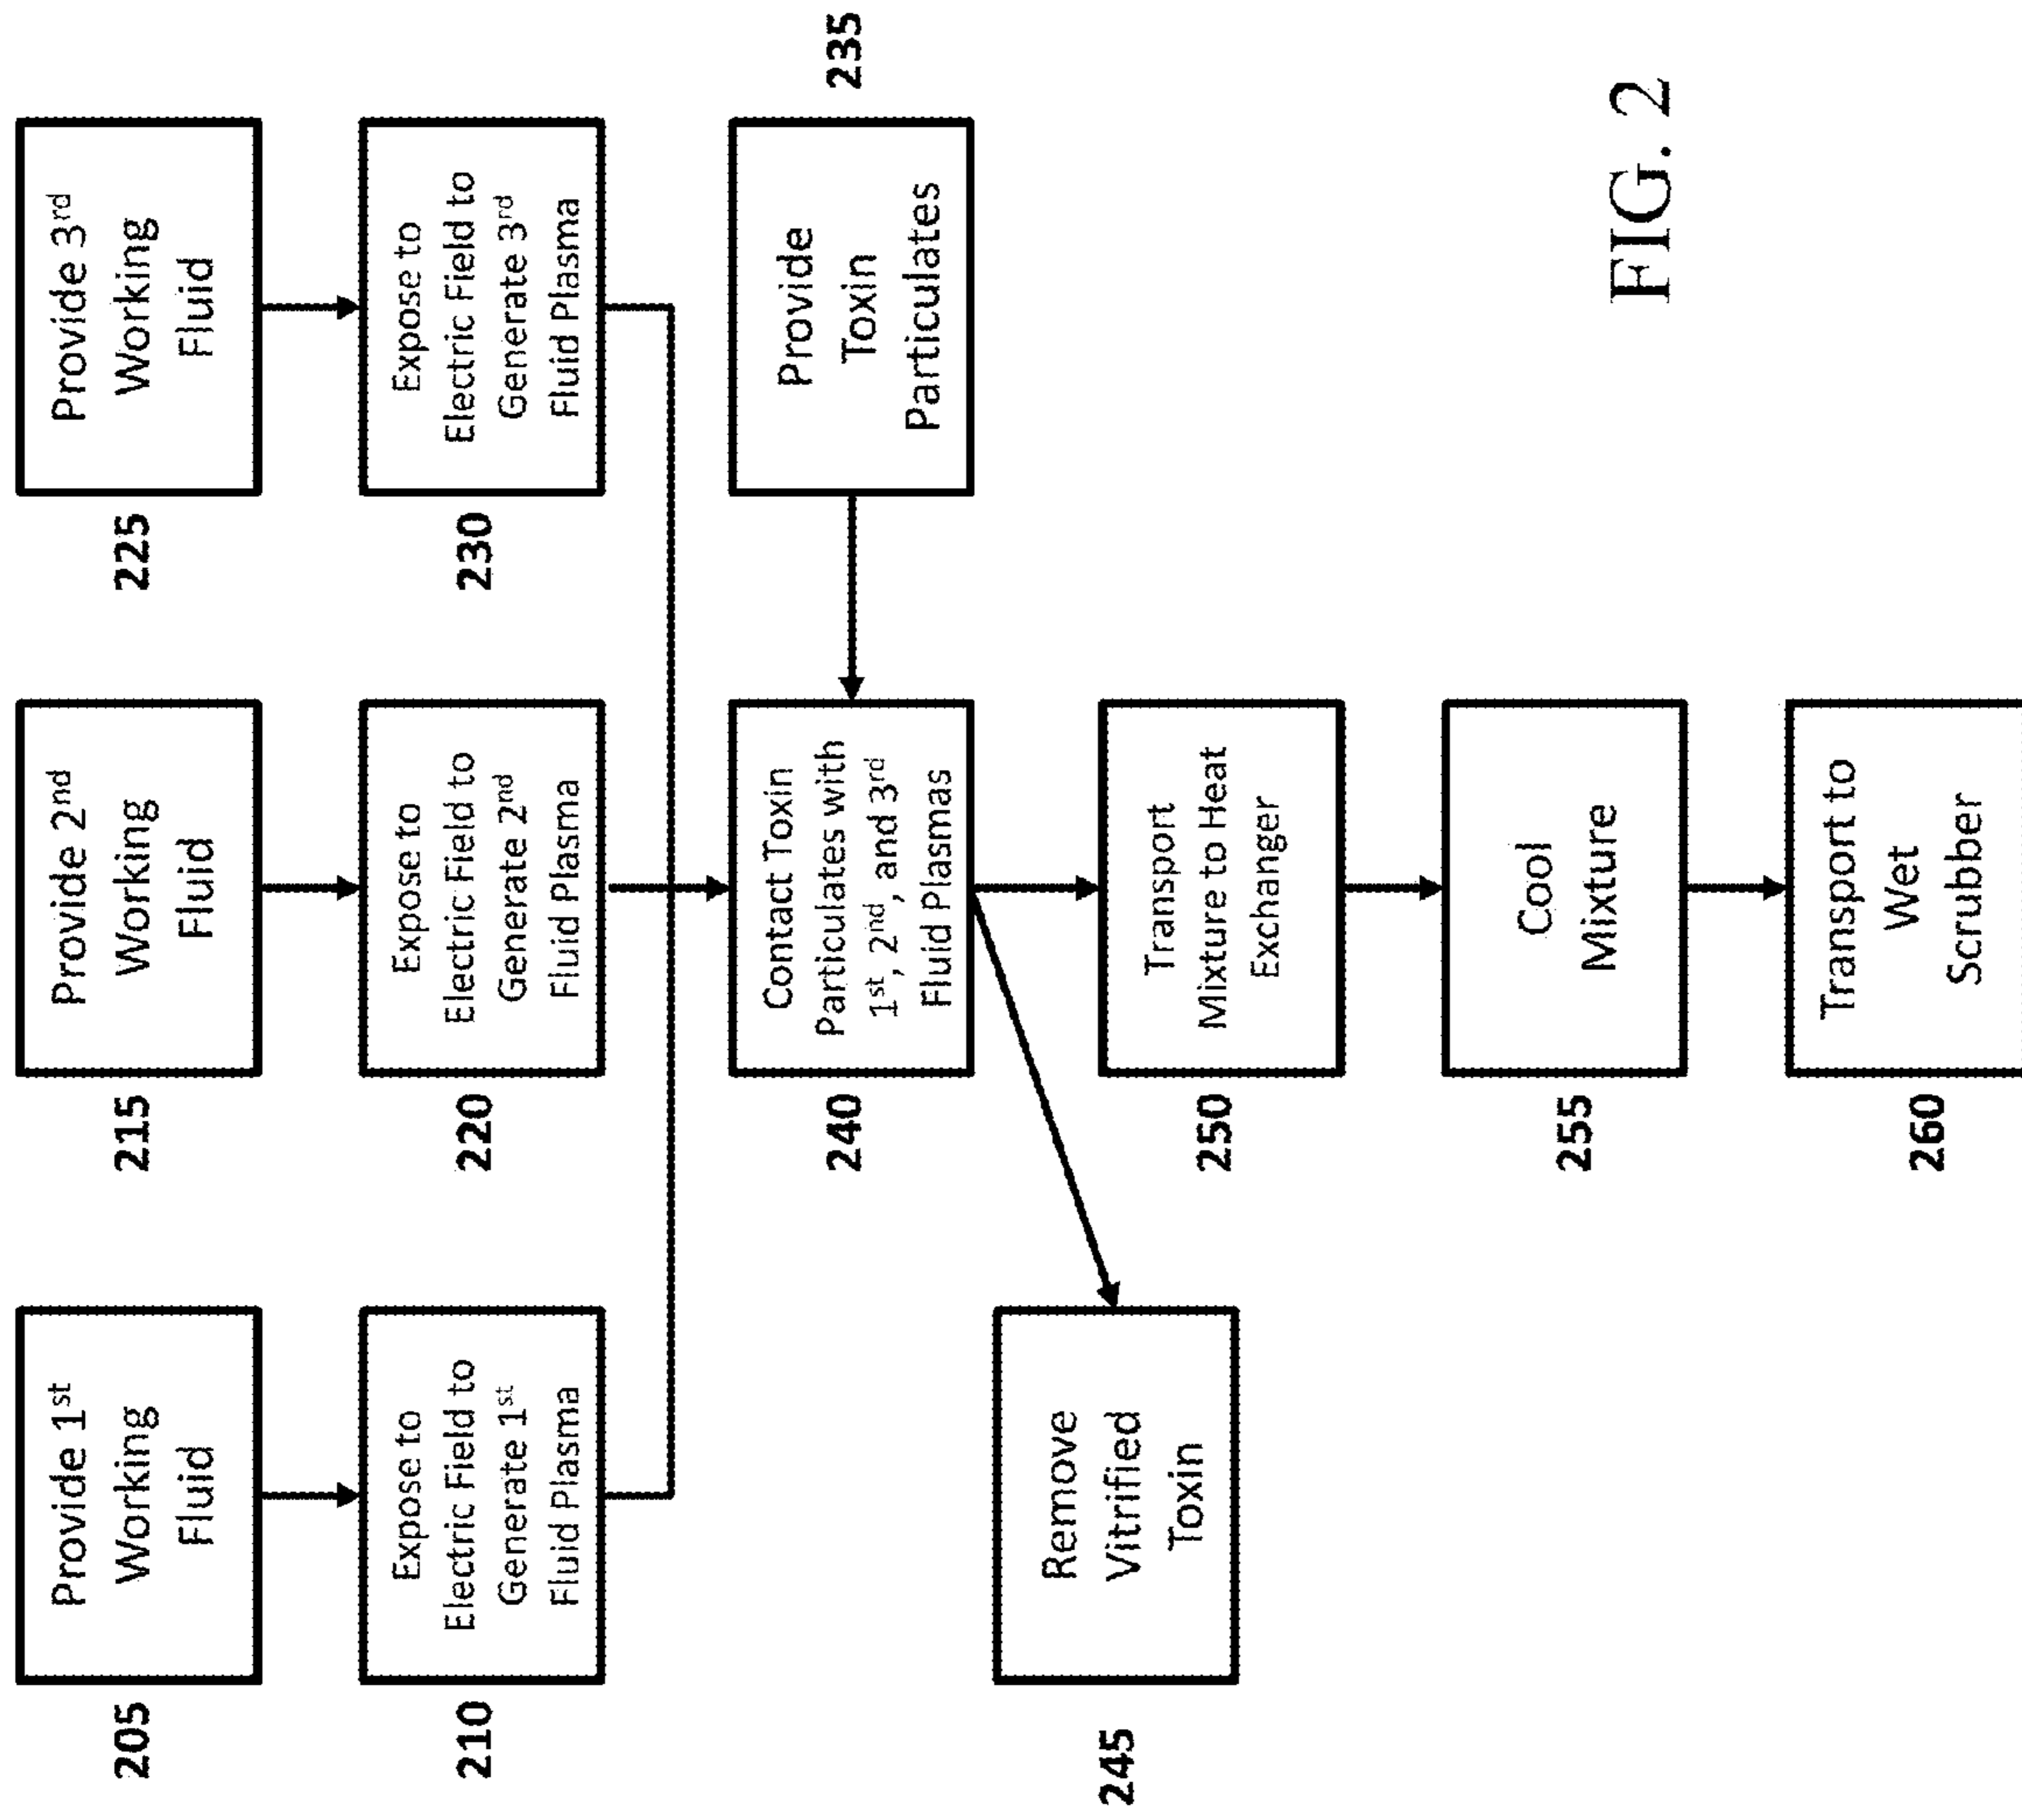 205
Provide 1st
Working
Fluid
215
Provide 2nd
Working
Fluid
225
Provide 3rd
Working
Fluid
210
Expose to
Electric Field to
Generate 1st
Fluid Plasma
220
Expose to
Electric Field to
Generate 2nd
Fluid Plasma
230
Expose to
Electric Field to
Generate 3rd
Fluid Plasma
240
Contact Toxin
Particulates with
1st, 2nd, and 3rd
Fluid Plasmas
Provide
Toxin
Particulates
235
245
Remove
Vitrified
Toxin
250
Transport
Mixture to Heat
Exchanger
255
Cool
Mixture
260
Transport to
Wet
Scrubber
FIG. 2